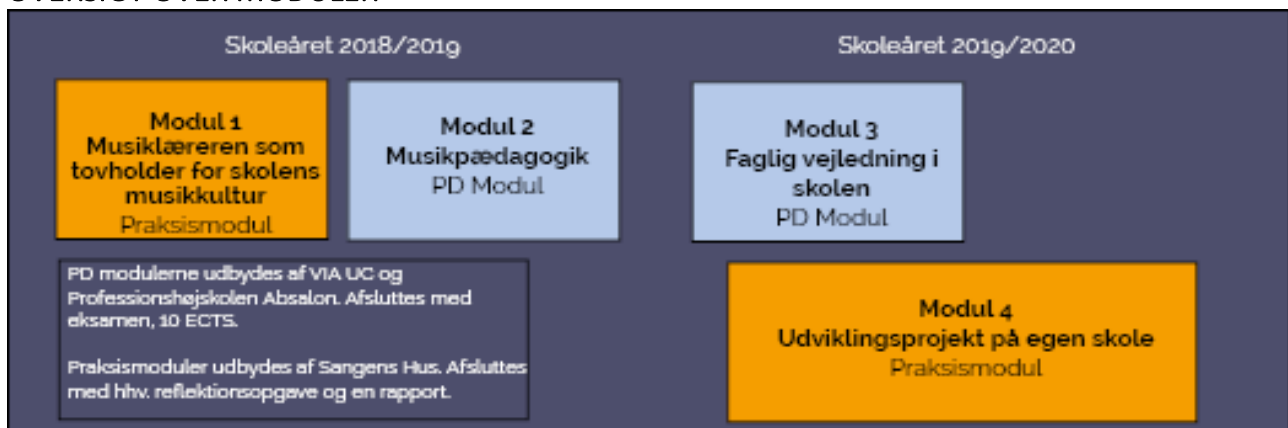 OVERSIGT OVER MODULER
Skoleåret 2018/2019
Skoleåret 2019/2020
Modul 1
Musiklæreren som
tovholder for skolens
musikkultur
Praksismodul
Modul 2
Musikpædagogik
PD Modul
Modul 3
Faglig vejledning i
skolen
PD Modul
PD modulerne udbydes af VIA UC og
Professionshøjskolen Absalon. Afsluttes med
eksamen, 10 ECTS.
Praksismoduler udbydes af Sangens Hus. Afsluttes
med hhv. reflektionsopgave og en rapport.
Modul 4
Udviklingsprojekt på egen skole
Praksismodul